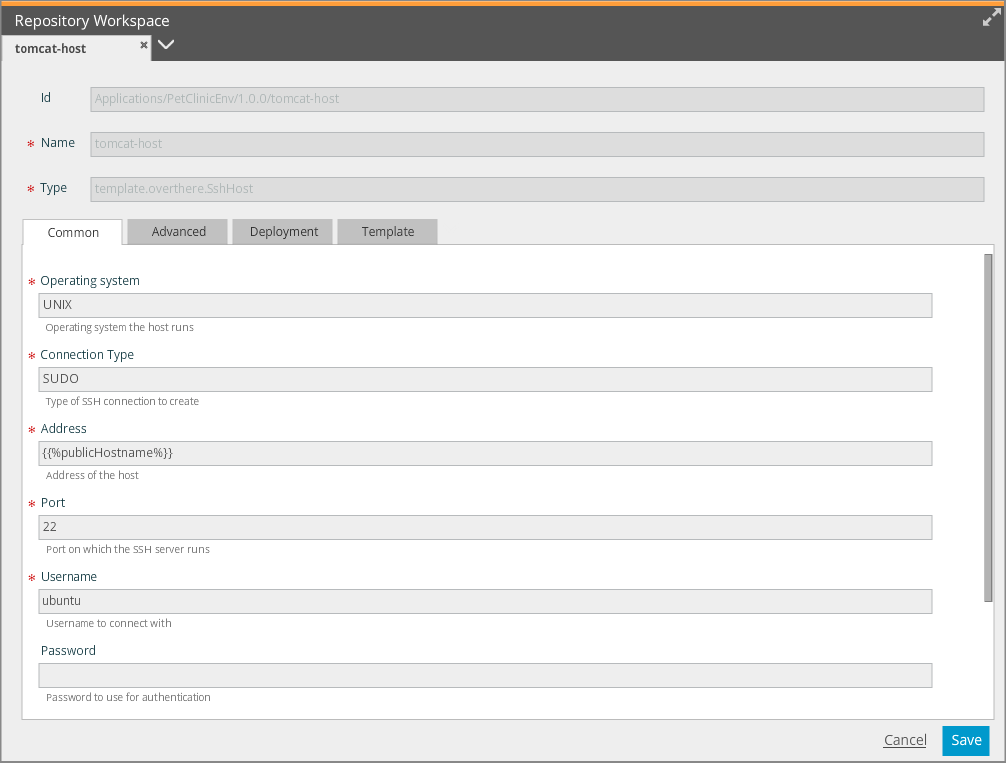 Repository Workspace
tomcat-host
Id
Applications/PetClinicEnv/1.0.0/tomcat-host
* Name
tomcat-host
* Type
template.overthere.SshHost
Common Advanced Deployment Template
* Operating system
UNIX
Operating system the host runs
* Connection Type
SUDO
Type of SSH connection to create
* Address
{{%publicHostname%}}
Address of the host
* Port
22
Port on which the SSH server runs
* Username
ubuntu
Username to connect with
Password
Password to use for authentication
Cancel Save